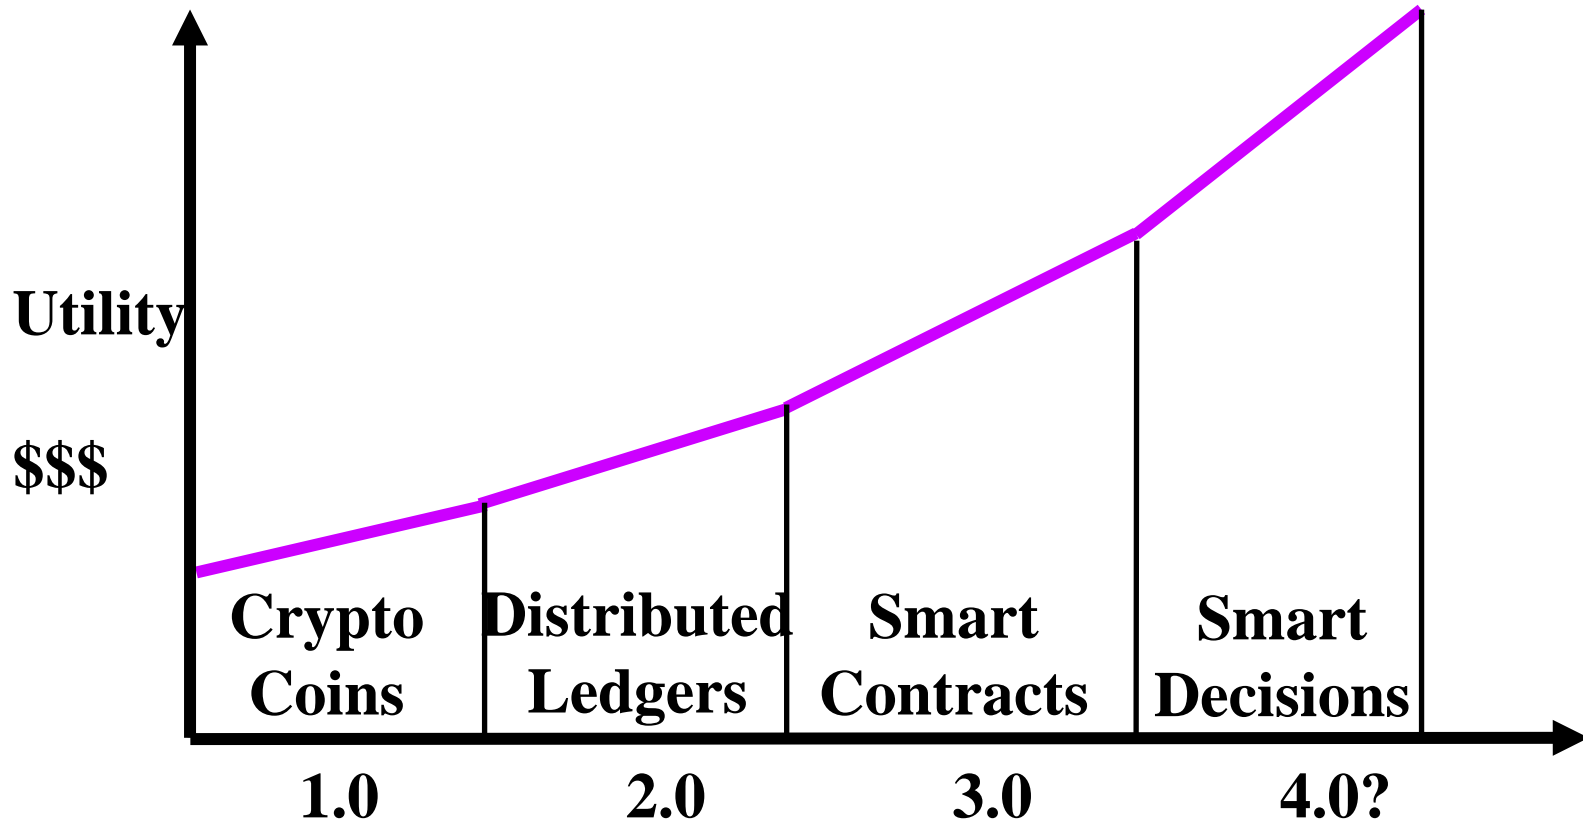 Utility
$$$
Crypto
Coins
Distributed
Ledgers
Smart
Contracts
Smart
Decisions
1.0
2.0
3.0
4.0?